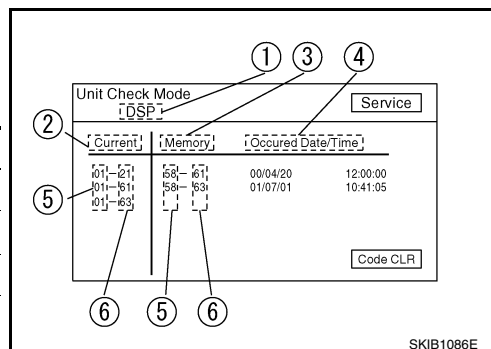 ① ③ ④
Unit Check Mode
DSP
Service
②
Current Memory Occured Date/Time
01-21 58-61 00/04/20 12:00:00
01-61 58-63 01/07/01 10:41:05
⑤
01-63
Code CLR
⑥ ⑤ ⑥
SKIB1086E